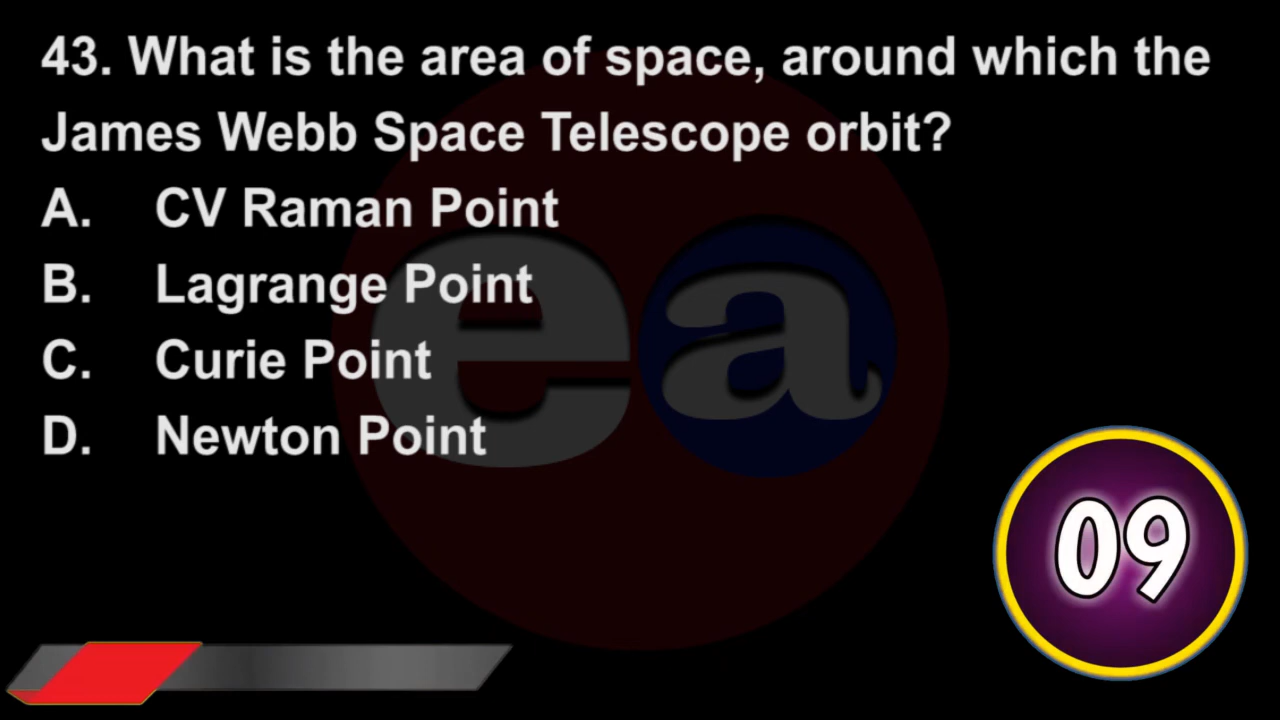 43. What is the area of space, around which the
James Webb Space Telescope orbit?
A. CV Raman Point
B. Lagrange Point
C. Curie Point
D. Newton Point
ea
09